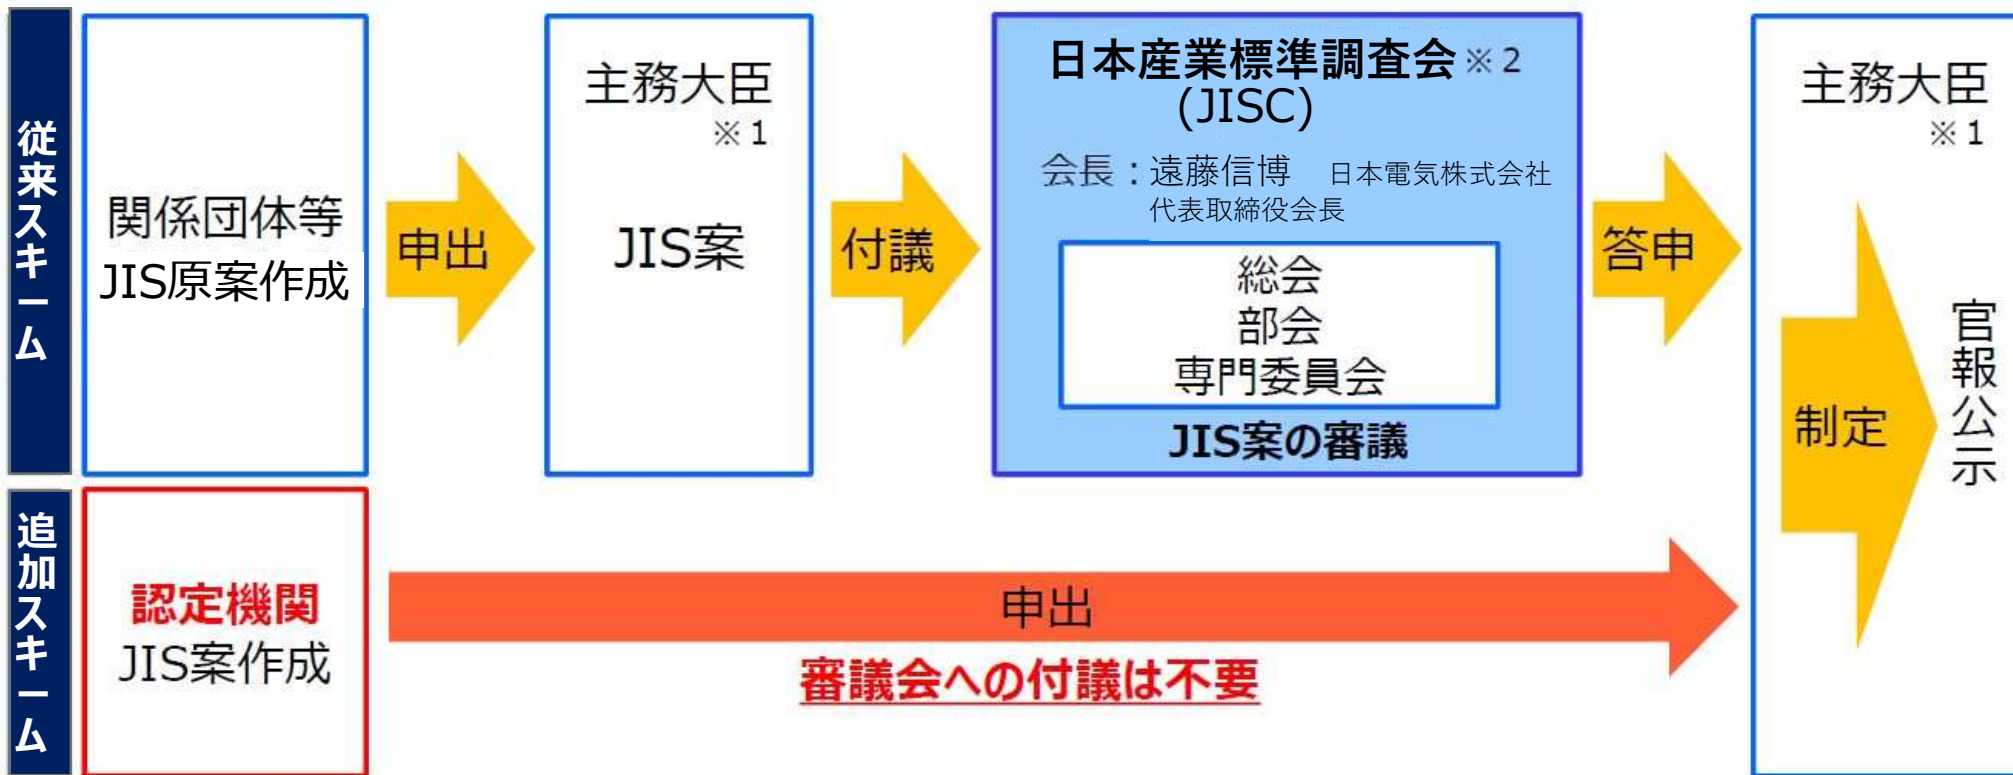 従来スキーム
関係団体等
JIS原案作成
申出
主務大臣
※1
JIS案
付議
日本産業標準調査会※2
(JISC)
会長：遠藤信博　日本電気株式会社
代表取締役会長
総会
部会
専門委員会
JIS案の審議
答申
主務大臣
※1
制定
官報公示
追加スキーム
認定機関
JIS案作成
申出
審議会への付議は不要